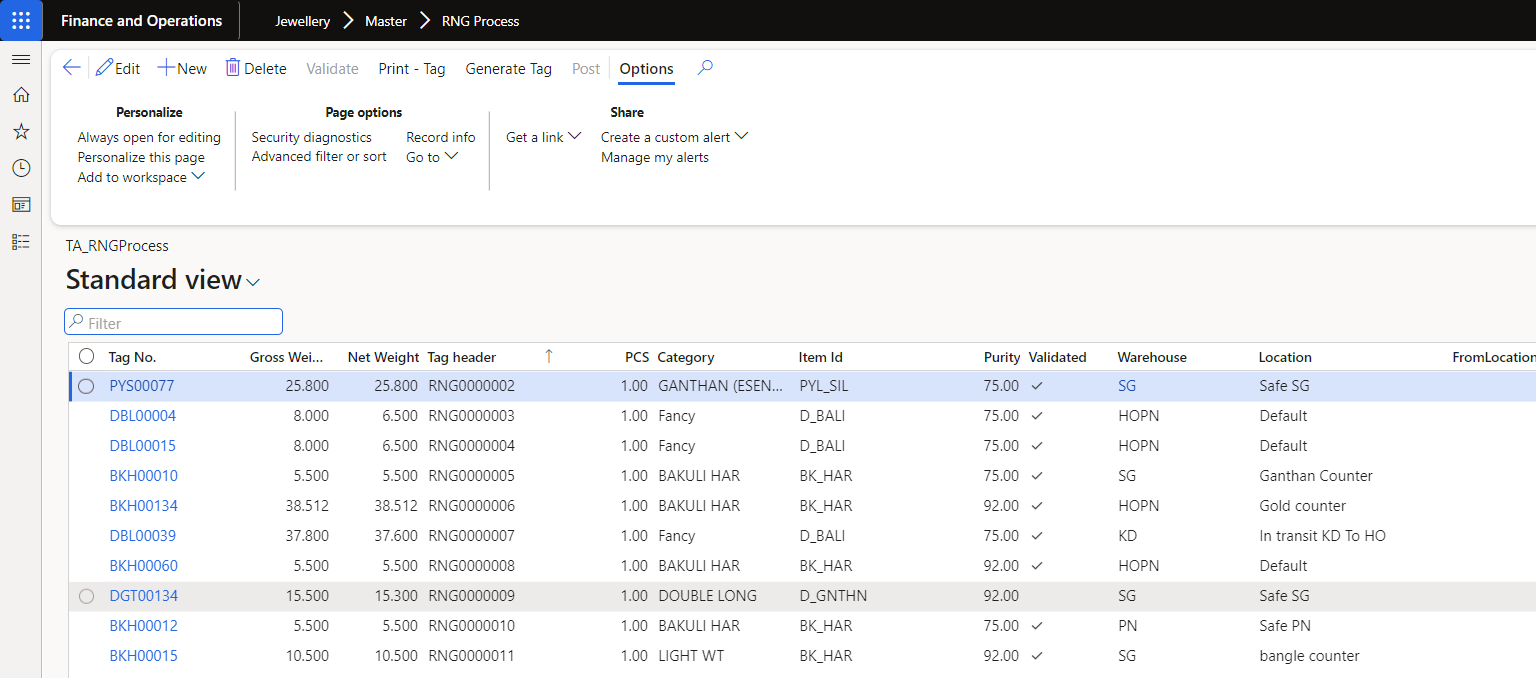 Finance and Operations Jewellery Master RNG Process
Edit New Delete Validate Print - Tag Generate Tag Post Options
Personalize Page options Share
Always open for editing Security diagnostics Record info Get a link Create a custom alert
Personalize this page Advanced filter or sort Go to Manage my alerts
Add to workspace
TA_RNGProcess
Standard view
Filter
Tag No. Gross Wei... Net Weight Tag header PCS Category Item Id Purity Validated Warehouse Location FromLocation
PYS00077 25.800 25.800 RNG0000002 1.00 GANTHAN (ESEN... PYL_SIL 75.00 SG Safe SG
DBL00004 8.000 6.500 RNG0000003 1.00 Fancy D_BALI 75.00 HOPN Default
DBL00015 8.000 6.500 RNG0000004 1.00 Fancy D_BALI 75.00 HOPN Default
BKH00010 5.500 5.500 RNG0000005 1.00 BAKULI HAR BK_HAR 75.00 SG Ganthan Counter
BKH00134 38.512 38.512 RNG0000006 1.00 BAKULI HAR BK_HAR 92.00 HOPN Gold counter
DBL00039 37.800 37.600 RNG0000007 1.00 Fancy D_BALI 75.00 KD In transit KD To HO
BKH00060 5.500 5.500 RNG0000008 1.00 BAKULI HAR BK_HAR 92.00 HOPN Default
DGT00134 15.500 15.300 RNG0000009 1.00 DOUBLE LONG D_GNTHN 92.00 SG Safe SG
BKH00012 5.500 5.500 RNG0000010 1.00 BAKULI HAR BK_HAR 75.00 PN Safe PN
BKH00015 10.500 10.500 RNG0000011 1.00 LIGHT WT BK_HAR 92.00 SG bangle counter